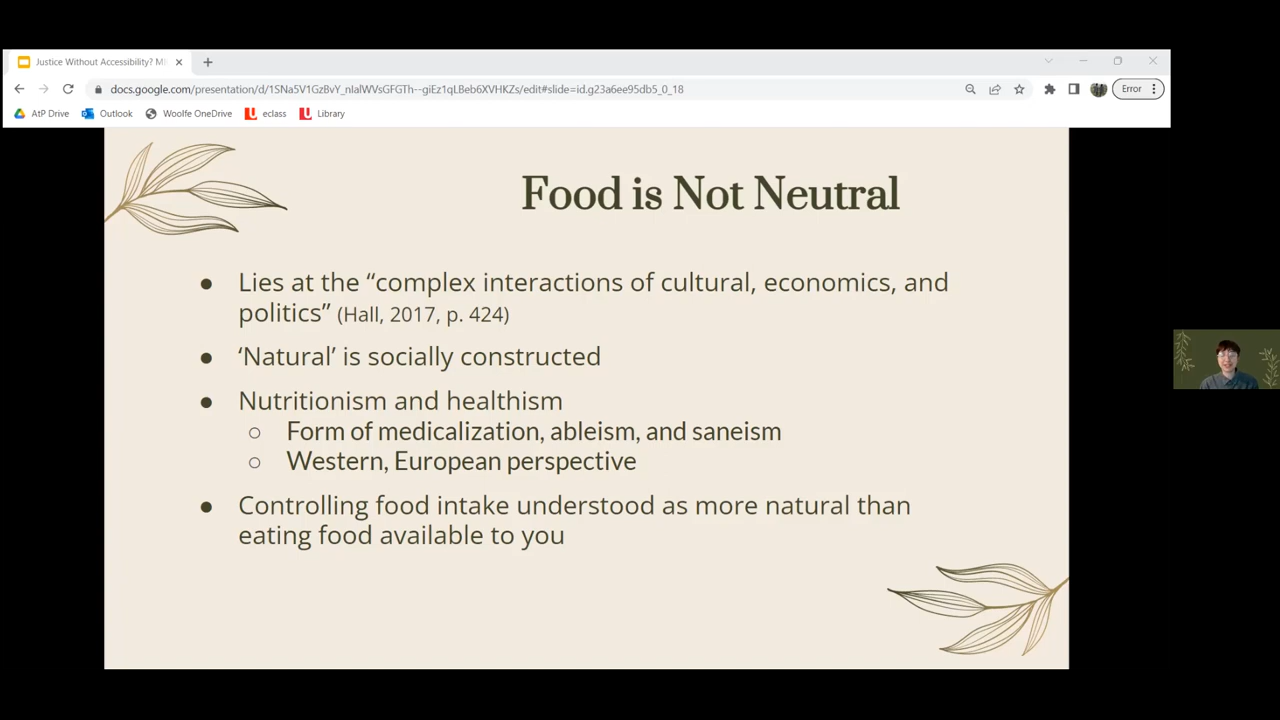 Justice Without Accessibility? M
docs.google.com/presentation/d/1SNa5V1GzBvY_nlalWVsGFGTh--giEz1qLBeb6XVHKZs/edit#slide=id.g23a6ee95db5_0_18
Error
AtP Drive
Outlook
Woolfe OneDrive
eclass
Library
Food is Not Neutral
● Lies at the “complex interactions of cultural, economics, and
politics” (Hall, 2017, p. 424)
● ‘Natural’ is socially constructed
● Nutritionism and healthism
○ Form of medicalization, ableism, and saneism
○ Western, European perspective
● Controlling food intake understood as more natural than
eating food available to you